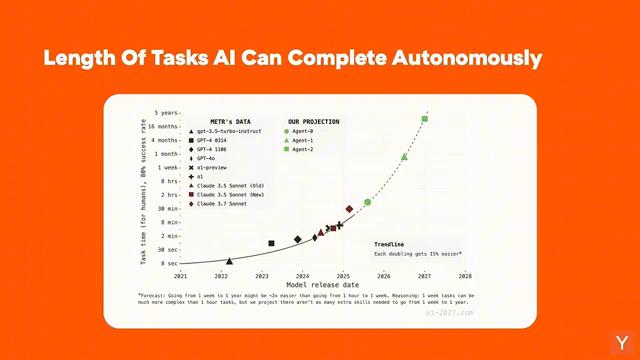 Length Of Tasks AI Can Complete Autonomously
Task time (for humans), 80% success rate
5 years
16 months
4 months
1 month
1 week
8 hrs
2 hrs
30 min
8 min
2 min
30 sec
8 sec
METR's DATA
gpt-3.5-turbo-instruct
GPT-4 0314
GPT-4 1106
GPT-4o
o1-preview
o1
Claude 3.5 Sonnet (Old)
Claude 3.5 Sonnet (New)
Claude 3.7 Sonnet
OUR PROJECTION
Agent-0
Agent-1
Agent-2
Trendline
Each doubling gets 15% easier*
2021 2022 2023 2024 2025 2026 2027 2028
Model release date
*Forecast: Going from 1 week to 1 year might be ~2x easier than going from 1 hour to 1 week. Reasoning: 1 week tasks can be
much more complex than 1 hour tasks, but we project there aren't as many extra skills needed to go from 1 week to 1 year.
ai-2027.com
Y